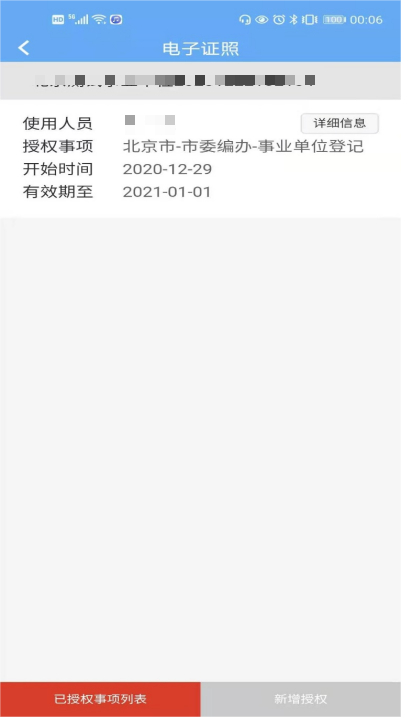 00:06
电子证照
使用人员
详细信息
授权事项 北京市-市委编办-事业单位登记
开始时间 2020-12-29
有效期至 2021-01-01
已授权事项列表 新增授权